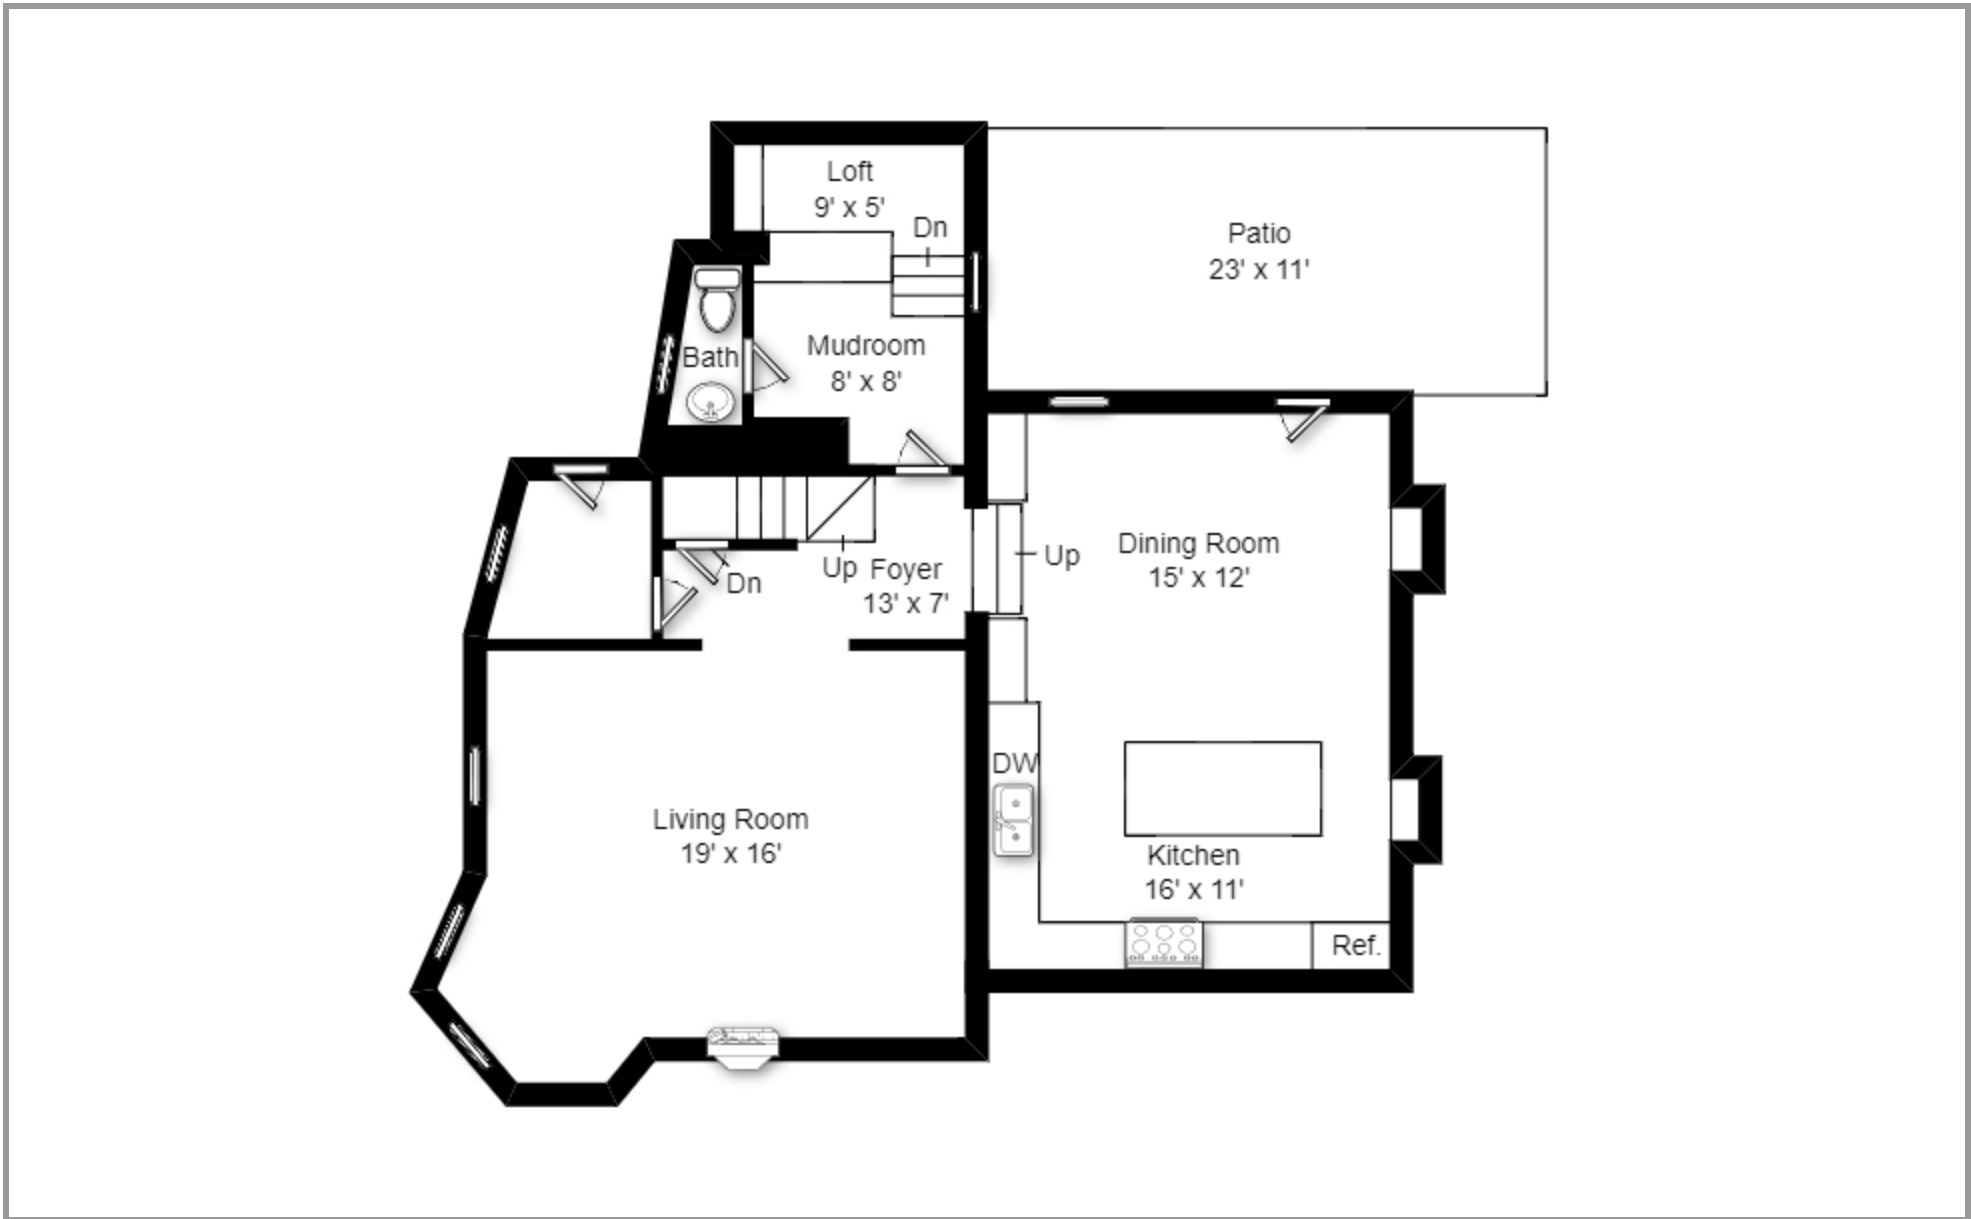 Loft
9' x 5'
Dn
Patio
23' x 11'
Mudroom
8' x 8'
Bath
Dining Room
15' x 12'
Up
Up
Foyer
13' x 7'
Dn
DW
Living Room
19' x 16'
Kitchen
16' x 11'
Ref.